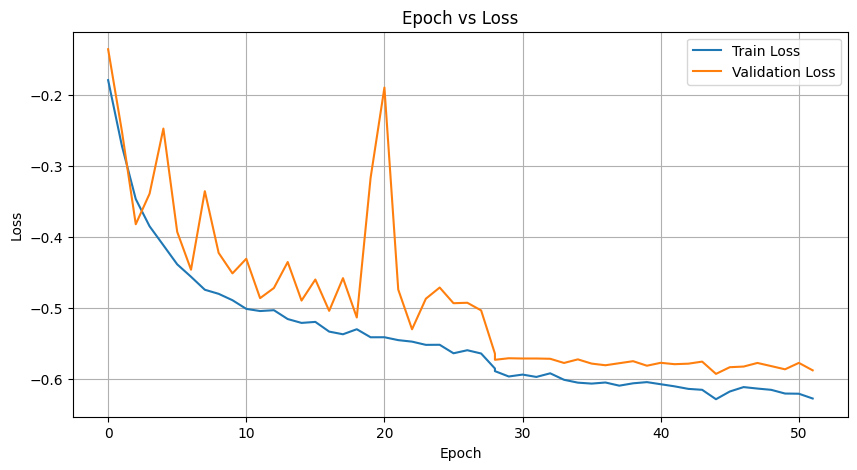 Epoch vs Loss
Train Loss
Validation Loss
−0.2
−0.3
−0.4
−0.5
−0.6
Loss
0 10 20 30 40 50
Epoch